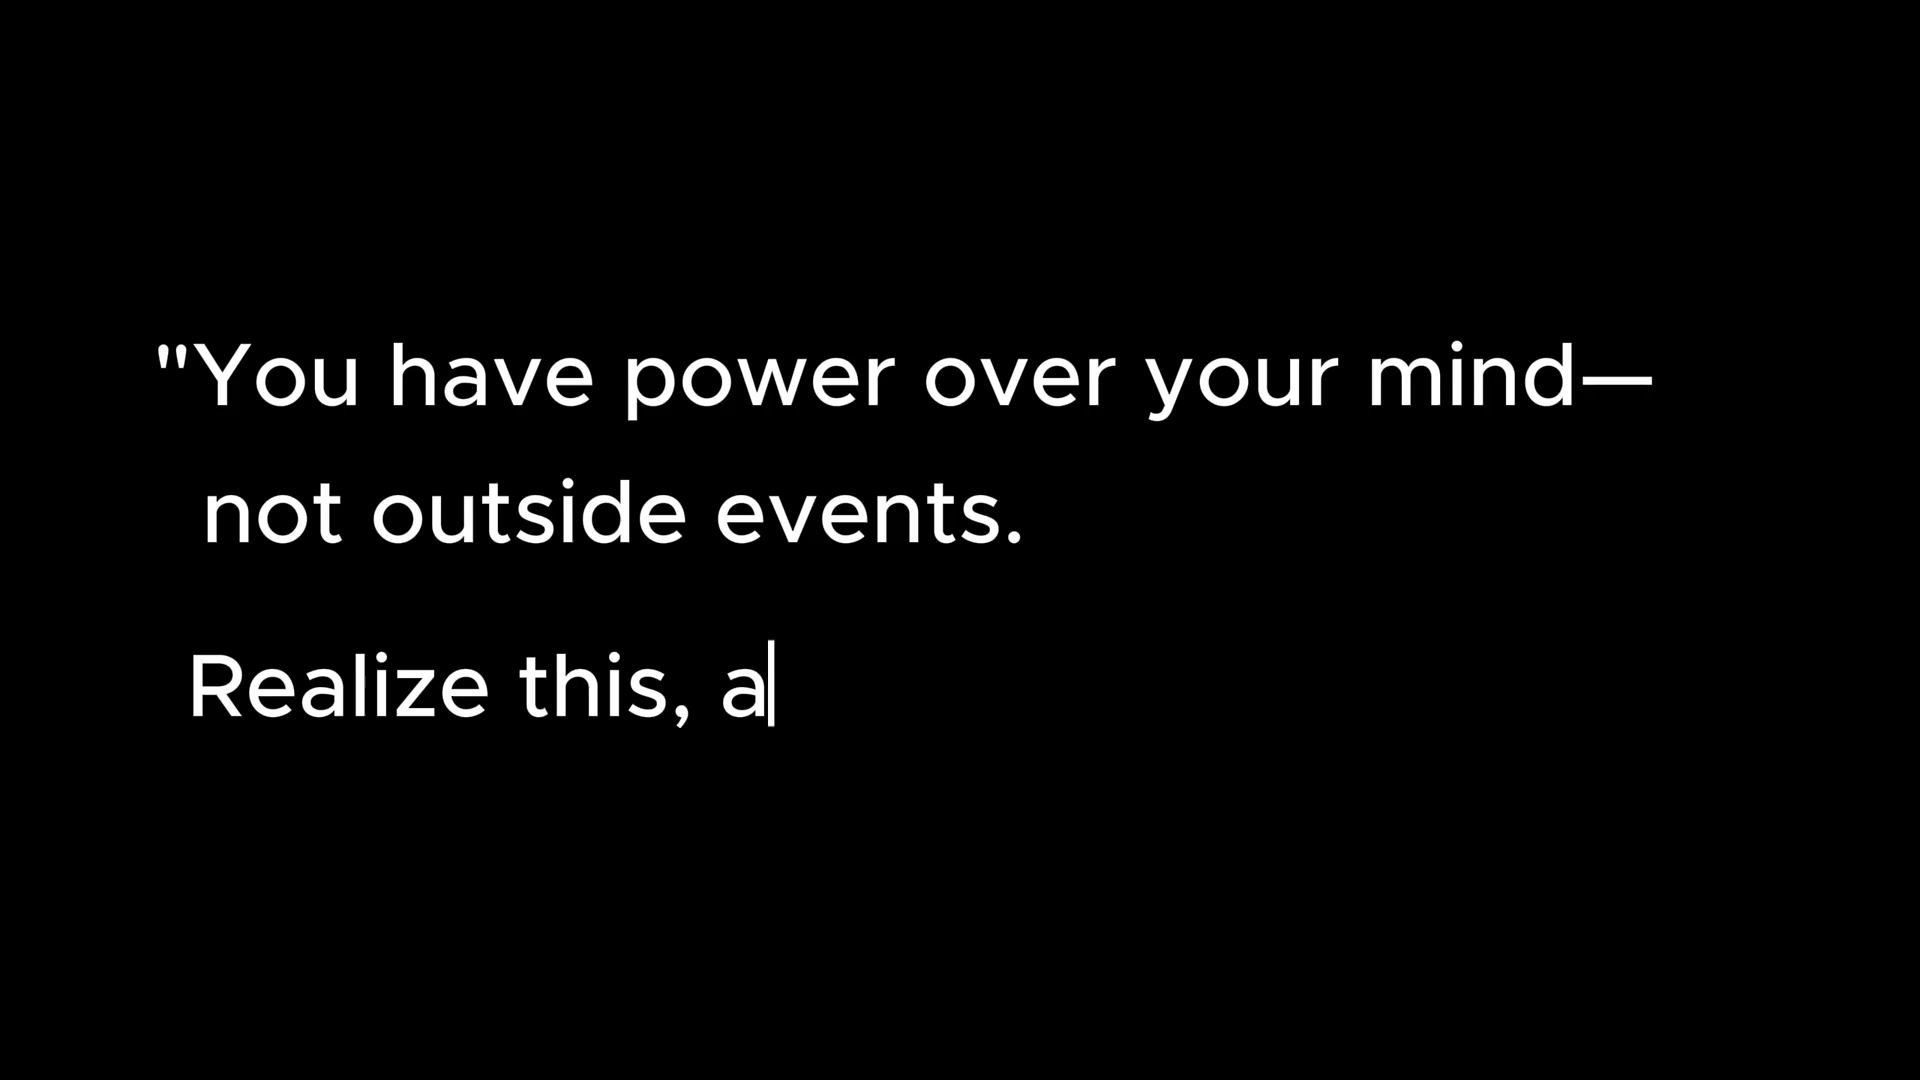 "You have power over your mind—
not outside events.
Realize this, a